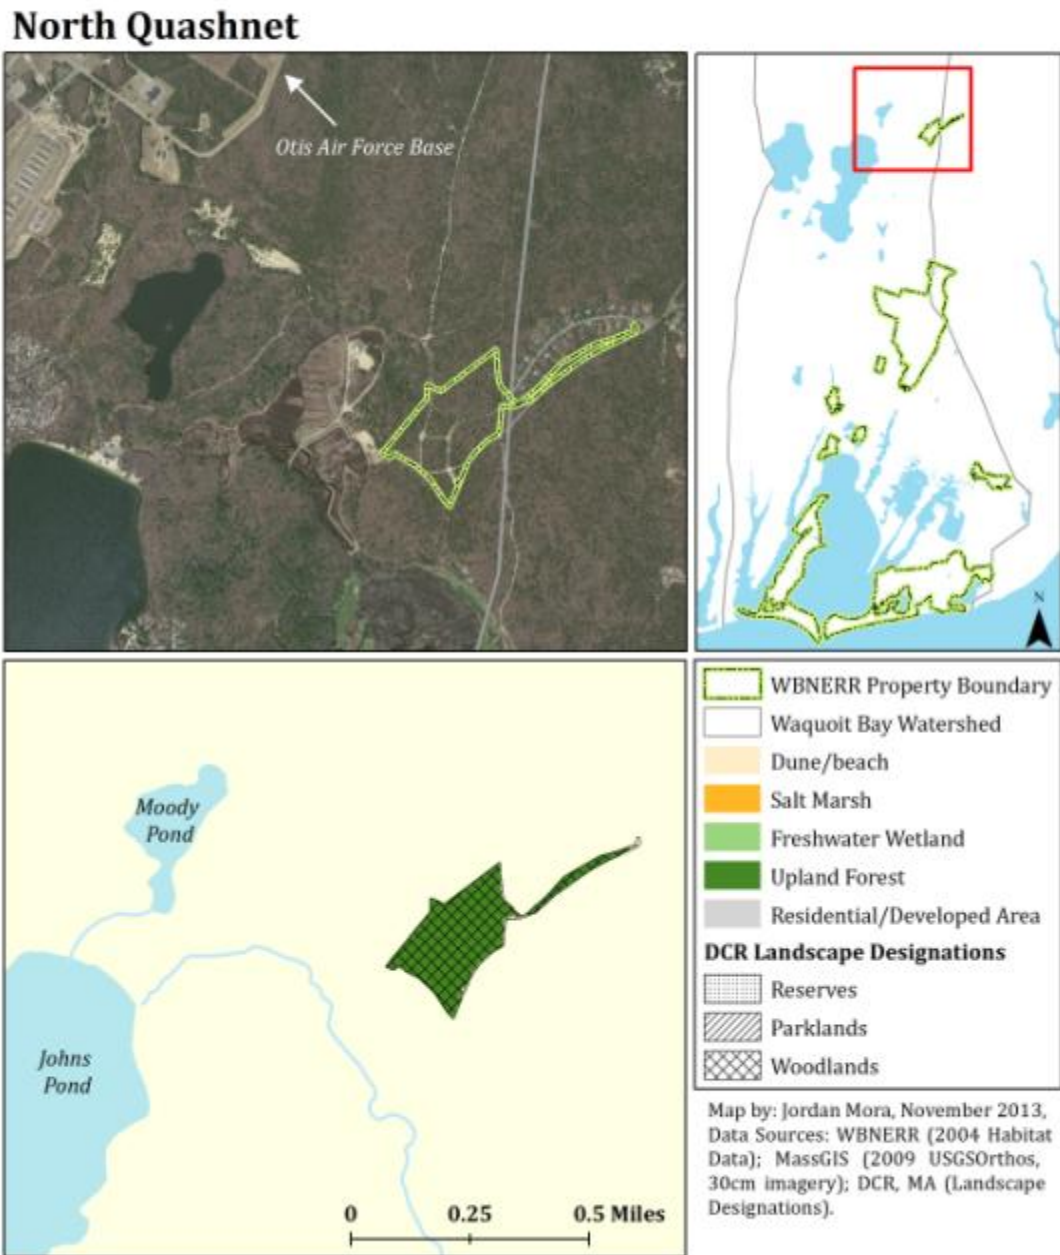 North Quashnet
Otis Air Force Base
N
Moody
Pond
Johns
Pond
0 0.25 0.5 Miles
WBNERR Property Boundary
Waquoit Bay Watershed
Dune/beach
Salt Marsh
Freshwater Wetland
Upland Forest
Residential/Developed Area
DCR Landscape Designations
Reserves
Parklands
Woodlands
Map by: Jordan Mora, November 2013,
Data Sources: WBNERR (2004 Habitat
Data); MassGIS (2009 USGSOrthos,
30cm imagery); DCR, MA (Landscape
Designations).